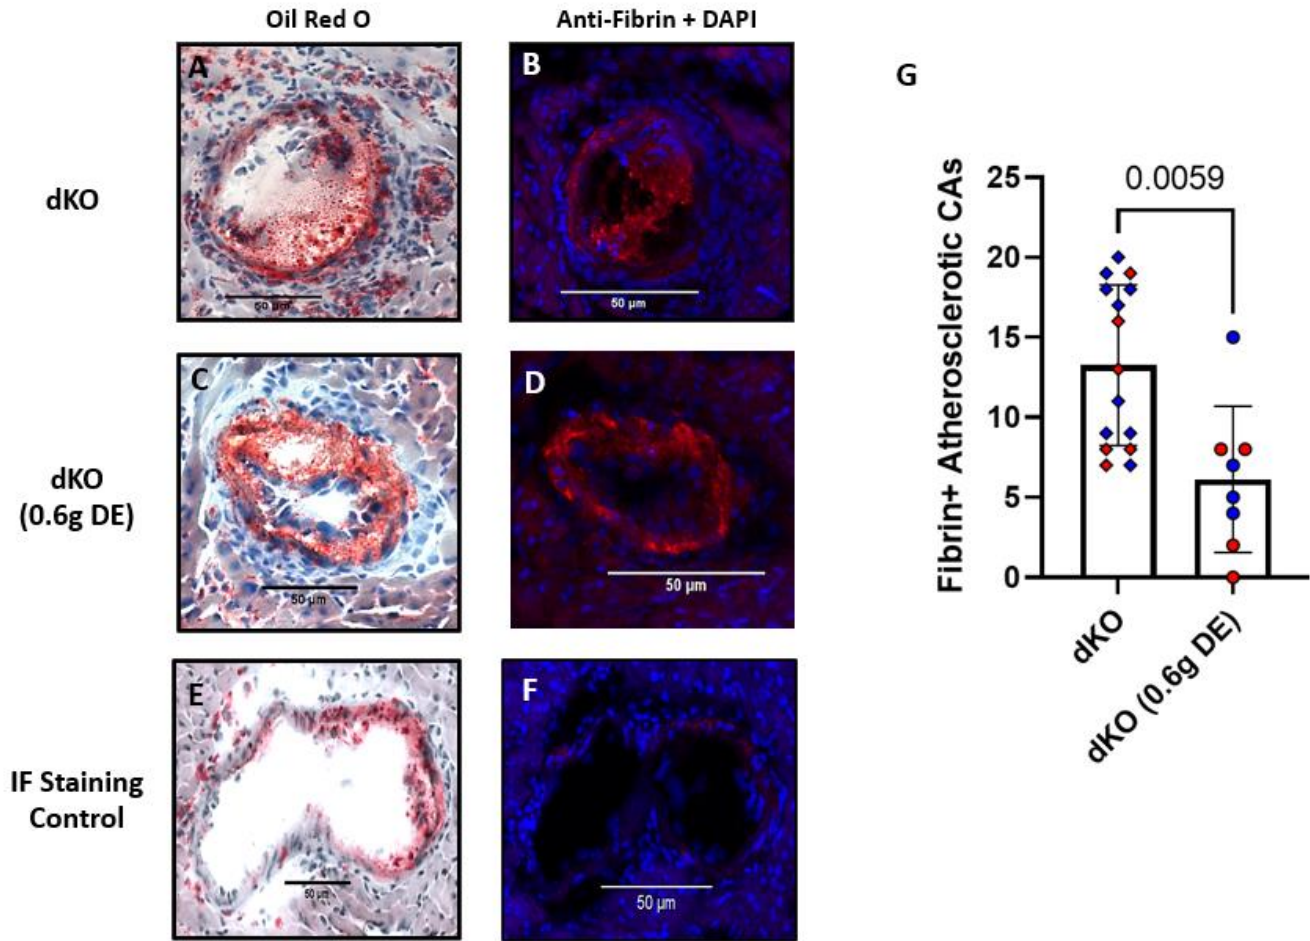 Oil Red O
Anti-Fibrin + DAPI
A
B
G
dKO
50 µm
50 µm
C
D
dKO
(0.6g DE)
50 µm
50 µm
E
F
IF Staining
Control
50 µm
50 µm
0.0059
Fibrin+ Atherosclerotic CAs
25
20
15
10
5
0
dKO
dKO (0.6g DE)